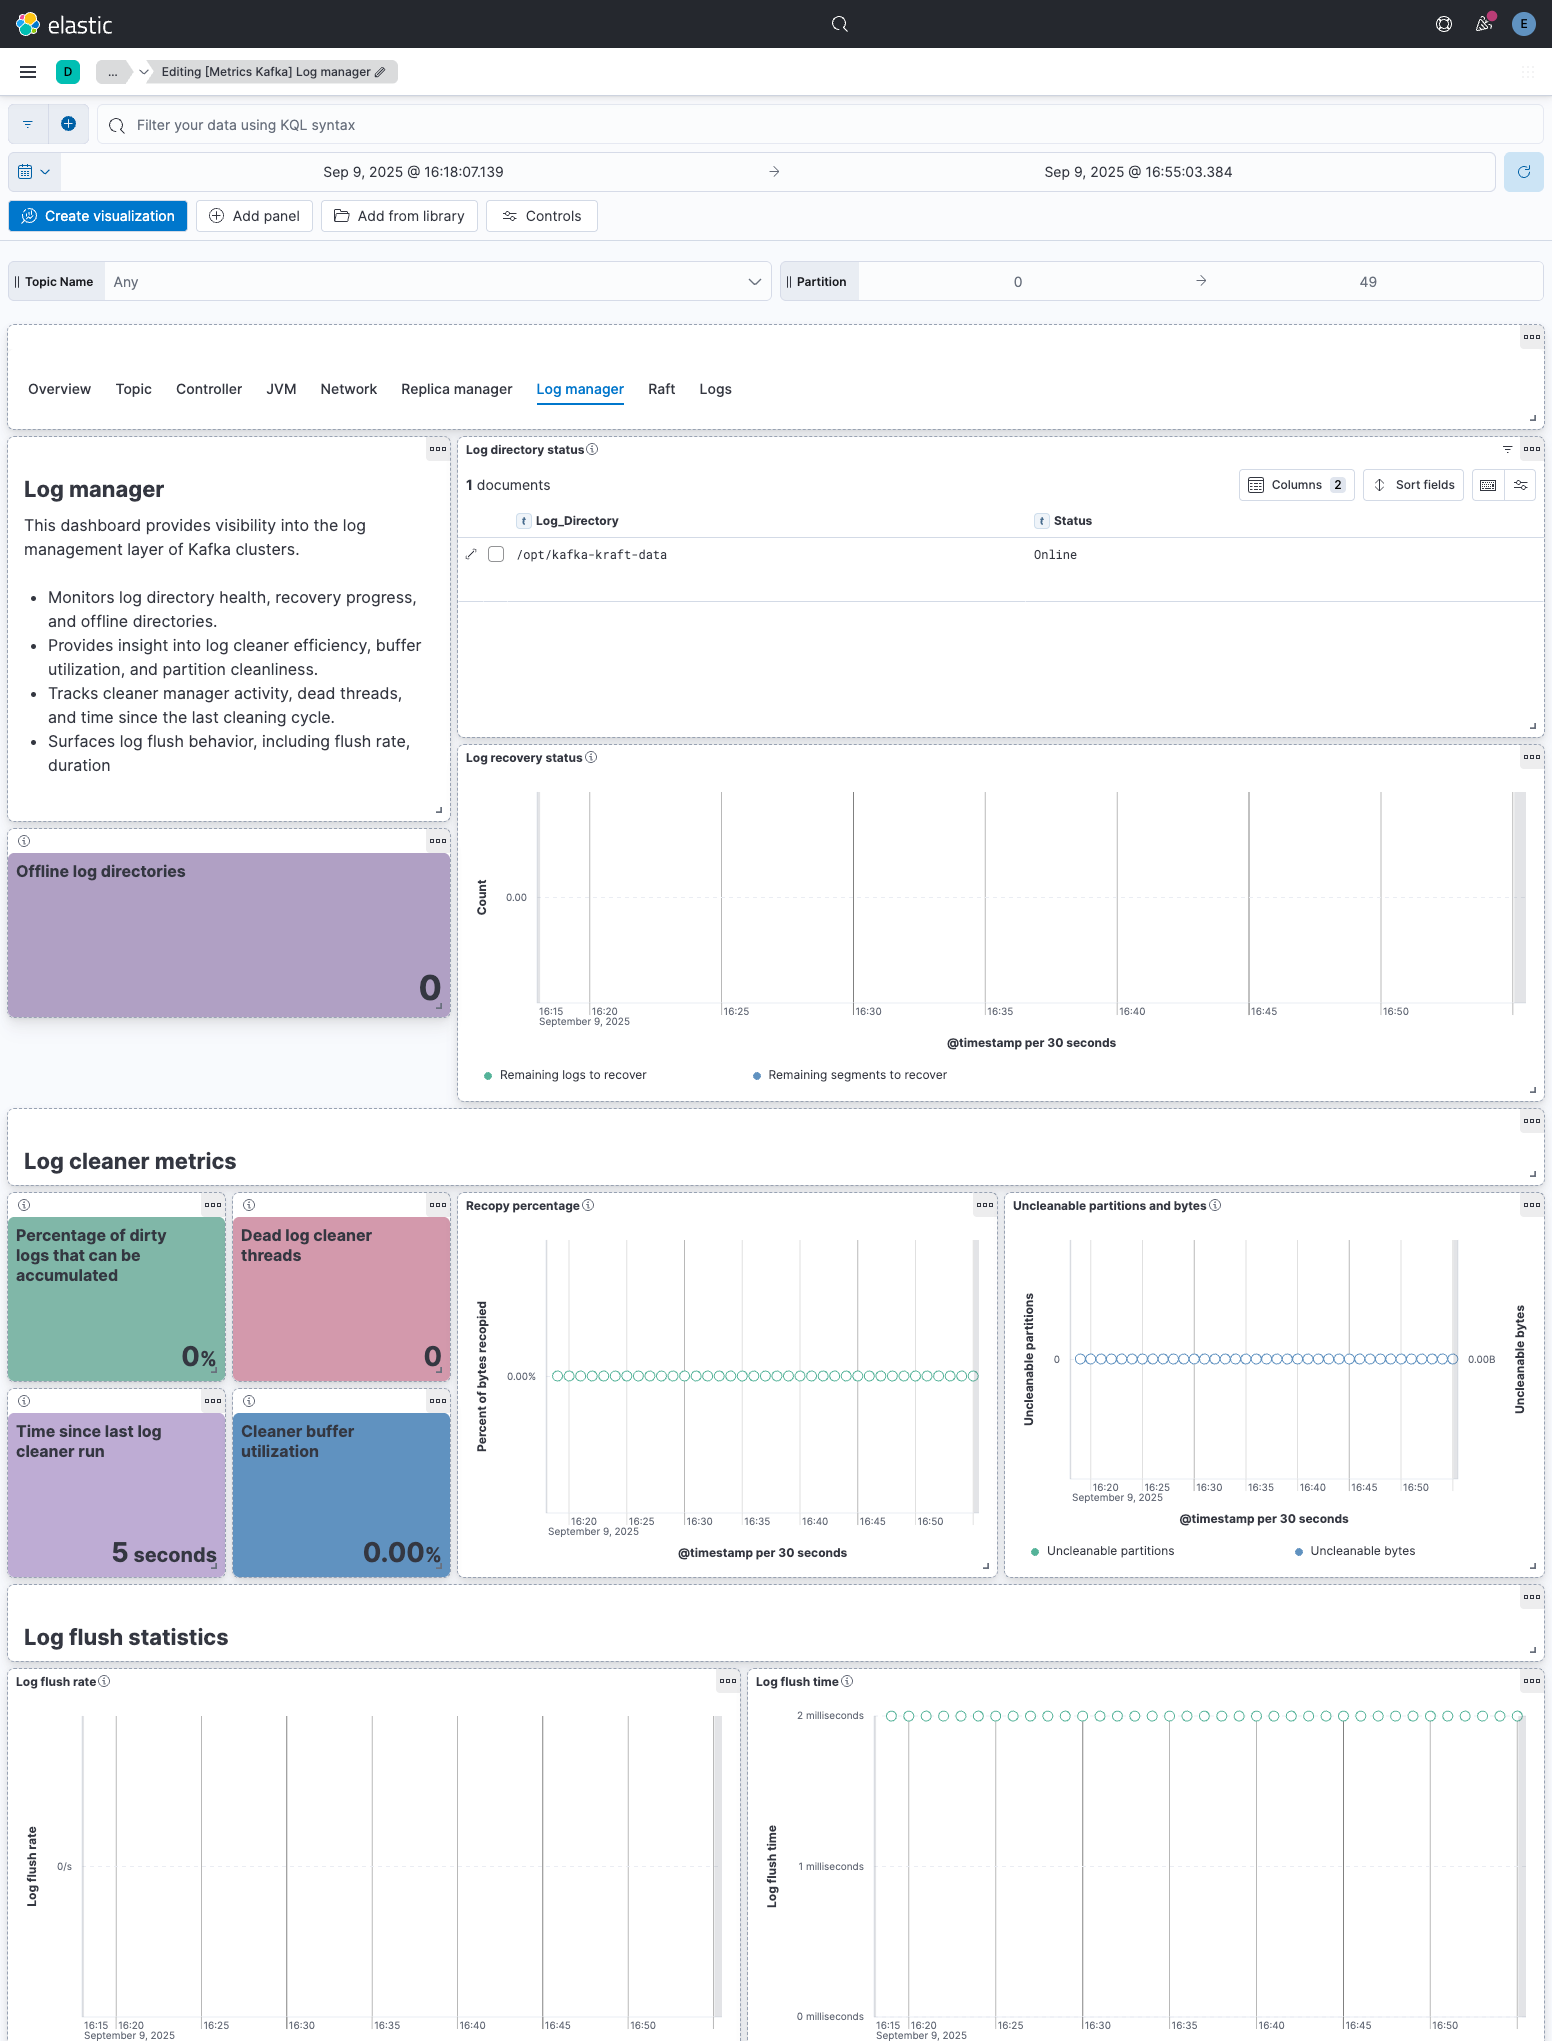 elastic
E
D
...
Editing [Metrics Kafka] Log manager
Filter your data using KQL syntax
Sep 9, 2025 @ 16:18:07.139 → Sep 9, 2025 @ 16:55:03.384
Create visualization
Add panel
Add from library
Controls
Topic Name
Any
Partition
0 → 49
Overview Topic Controller JVM Network Replica manager Log manager Raft Logs
Log manager
This dashboard provides visibility into the log
management layer of Kafka clusters.
• Monitors log directory health, recovery progress,
and offline directories.
• Provides insight into log cleaner efficiency, buffer
utilization, and partition cleanliness.
• Tracks cleaner manager activity, dead threads,
and time since the last cleaning cycle.
• Surfaces log flush behavior, including flush rate,
duration
Log directory status
1 documents
Columns 2
Sort fields
t Log_Directory
t Status
/opt/kafka-kraft-data
Online
Offline log directories
0
Log recovery status
Count
0.00
16:15 16:20 16:25 16:30 16:35 16:40 16:45 16:50
September 9, 2025
@timestamp per 30 seconds
Remaining logs to recover
Remaining segments to recover
Log cleaner metrics
Percentage of dirty
logs that can be
accumulated
0%
Dead log cleaner
threads
0
Time since last log
cleaner run
5 seconds
Cleaner buffer
utilization
0.00%
Recopy percentage
Percent of bytes recopied
0.00%
16:20 16:25 16:30 16:35 16:40 16:45 16:50
September 9, 2025
@timestamp per 30 seconds
Uncleanable partitions and bytes
Uncleanable partitions
0
0.00B
Uncleanable bytes
16:20 16:25 16:30 16:35 16:40 16:45 16:50
September 9, 2025
@timestamp per 30 seconds
Uncleanable partitions
Uncleanable bytes
Log flush statistics
Log flush rate
Log flush rate
0/s
16:15 16:20 16:25 16:30 16:35 16:40 16:45 16:50
September 9, 2025
Log flush time
Log flush time
2 milliseconds
1 milliseconds
0 milliseconds
16:15 16:20 16:25 16:30 16:35 16:40 16:45 16:50
September 9, 2025